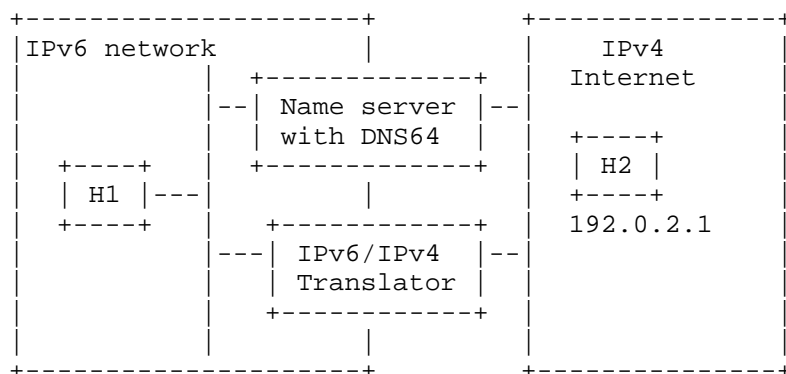 IPv6 network
IPv4
Internet
Name server
with DNS64
H1
H2
192.0.2.1
IPv6/IPv4
Translator